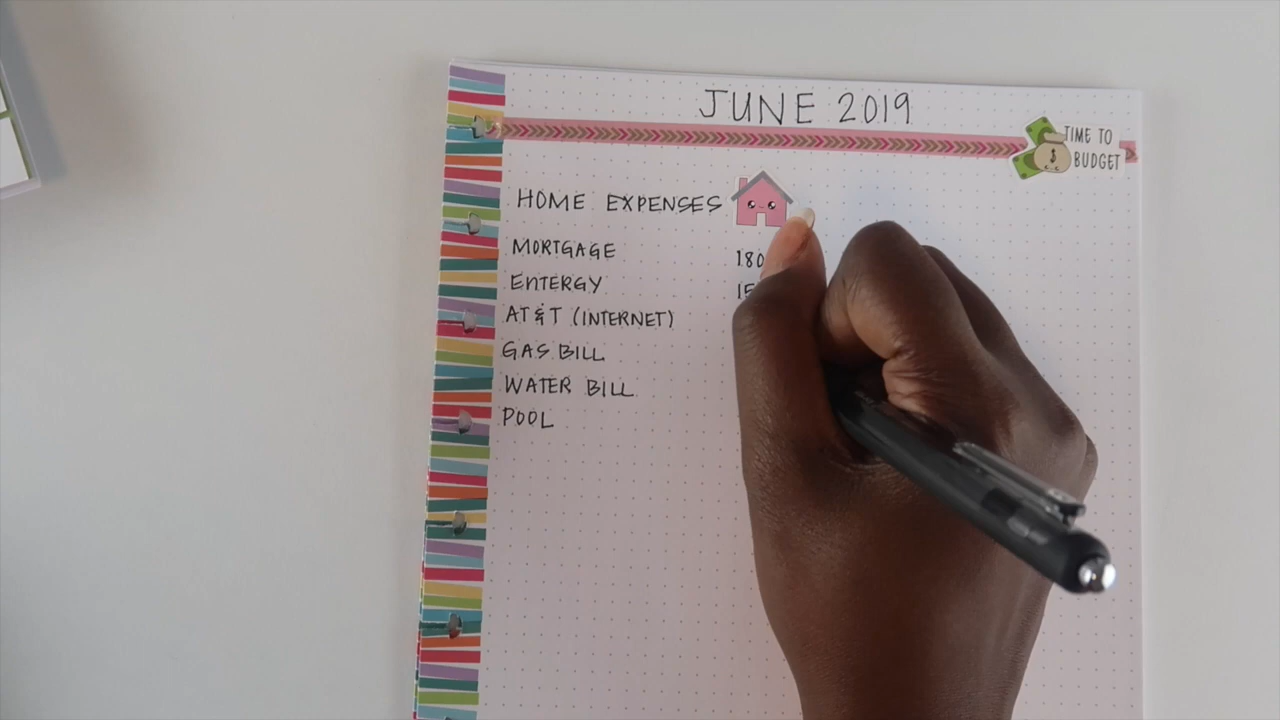 JUNE 2019
TIME TO
BUDGET
$
HOME EXPENSES
MORTGAGE
ENTERGY
AT&T (INTERNET)
GAS BILL
WATER BILL
POOL